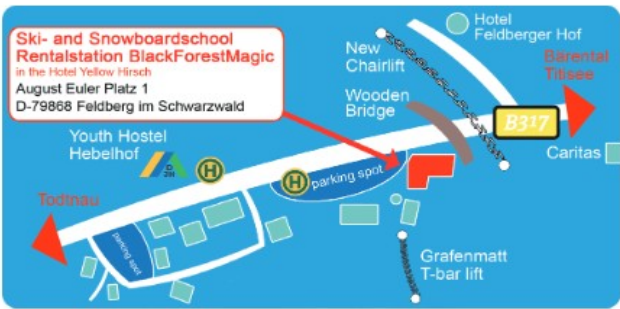 Ski- and Snowboardschool
Rentalstation BlackForestMagic
in the Hotel Yellow Hirsch
August Euler Platz 1
D-79868 Feldberg im Schwarzwald
Hotel
Feldberger Hof
New
Chairlift
Bärental
Titisee
Wooden
Bridge
B317
Caritas
Youth Hostel
Hebelhof
H
H
parking spot
Todtnau
parking spot
Grafenmatt
T-bar lift